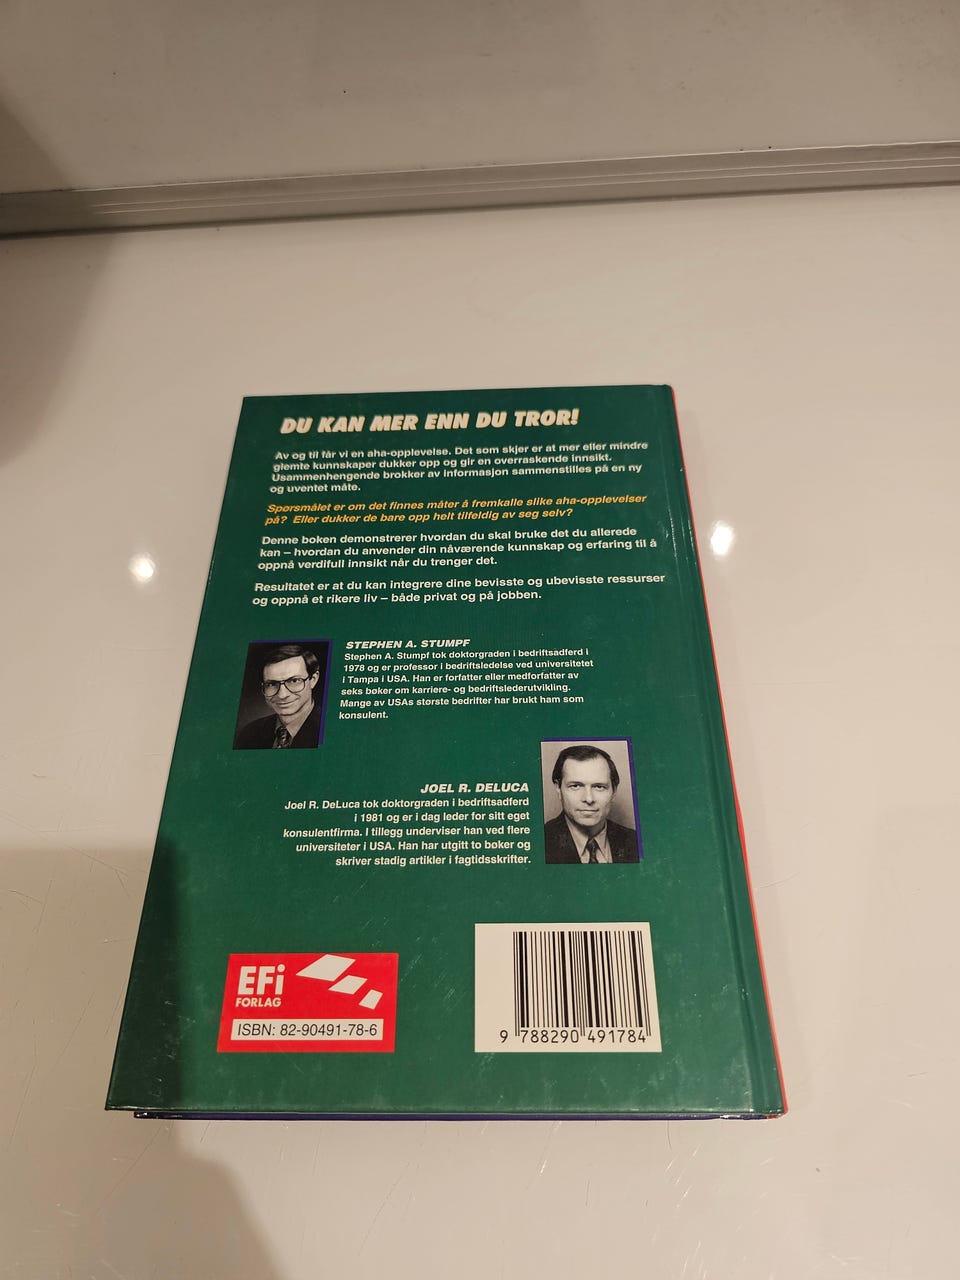 DU KAN MER ENN DU TROR!
Av og til får vi en aha-opplevelse. Det som skjer er at mer eller mindre
glemte kunnskaper dukker opp og gir en overraskende innsikt.
Usammenhengende brokker av informasjon sammenstilles på en ny
og uventet måte.
Spørsmålet er om det finnes måter å fremkalle slike aha-opplevelser
på? Eller dukker de bare opp helt tilfeldig av seg selv?
Denne boken demonstrerer hvordan du skal bruke det du allerede
kan – hvordan du anvender din nåværende kunnskap og erfaring til å
oppnå verdifull innsikt når du trenger det.
Resultatet er at du kan integrere dine bevisste og ubevisste ressurser
og oppnå et rikere liv – både privat og på jobben.
STEPHEN A. STUMPF
Stephen A. Stumpf tok doktorgraden i bedriftsadferd i
1978 og er professor i bedriftsledelse ved universitetet
i Tampa i USA. Han er forfatter eller medforfatter av
seks bøker om karriere- og bedriftslederutvikling.
Mange av USAs største bedrifter har brukt ham som
konsulent.
JOEL R. DELUCA
Joel R. DeLuca tok doktorgraden i bedriftsadferd
i 1981 og er i dag leder for sitt eget
konsulentfirma. I tillegg underviser han ved flere
universiteter i USA. Han har utgitt to bøker og
skriver stadig artikler i fagtidsskrifter.
EFi
FORLAG
ISBN: 82-90491-78-6
9 788290 491784